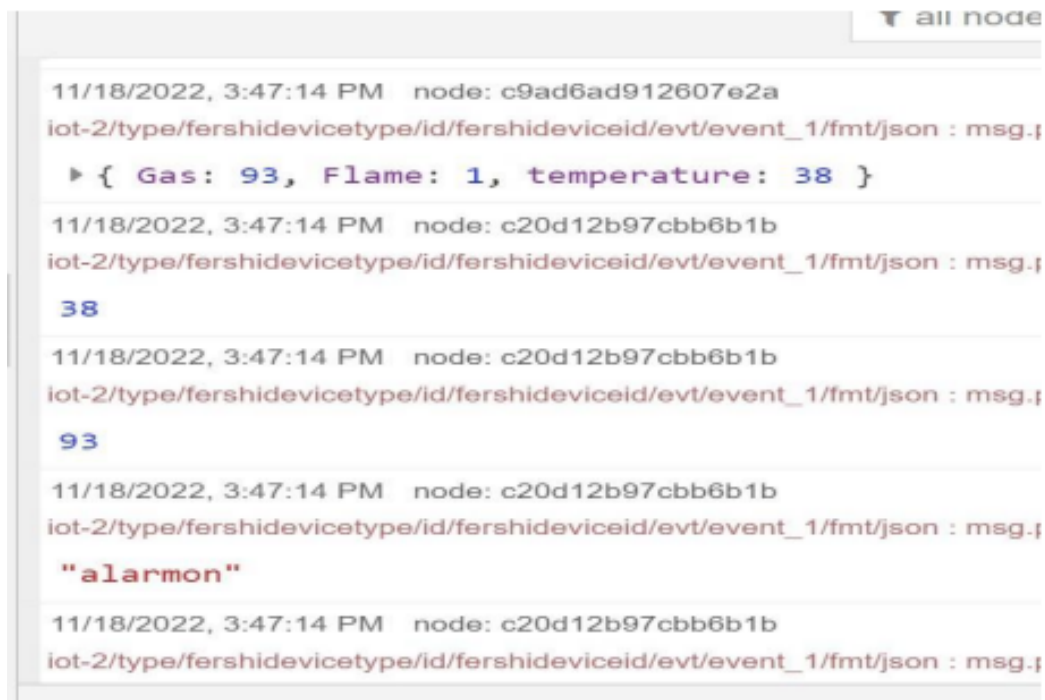 all node
11/18/2022, 3:47:14 PM node: c9ad6ad912607e2a
iot-2/type/fershidevicetype/id/fershideviceid/evt/event_1/fmt/json : msg.p
▶ { Gas: 93, Flame: 1, temperature: 38 }
11/18/2022, 3:47:14 PM node: c20d12b97cbb6b1b
iot-2/type/fershidevicetype/id/fershideviceid/evt/event_1/fmt/json : msg.p
38
11/18/2022, 3:47:14 PM node: c20d12b97cbb6b1b
iot-2/type/fershidevicetype/id/fershideviceid/evt/event_1/fmt/json : msg.p
93
11/18/2022, 3:47:14 PM node: c20d12b97cbb6b1b
iot-2/type/fershidevicetype/id/fershideviceid/evt/event_1/fmt/json : msg.p
"alarmon"
11/18/2022, 3:47:14 PM node: c20d12b97cbb6b1b
iot-2/type/fershidevicetype/id/fershideviceid/evt/event_1/fmt/json : msg.p